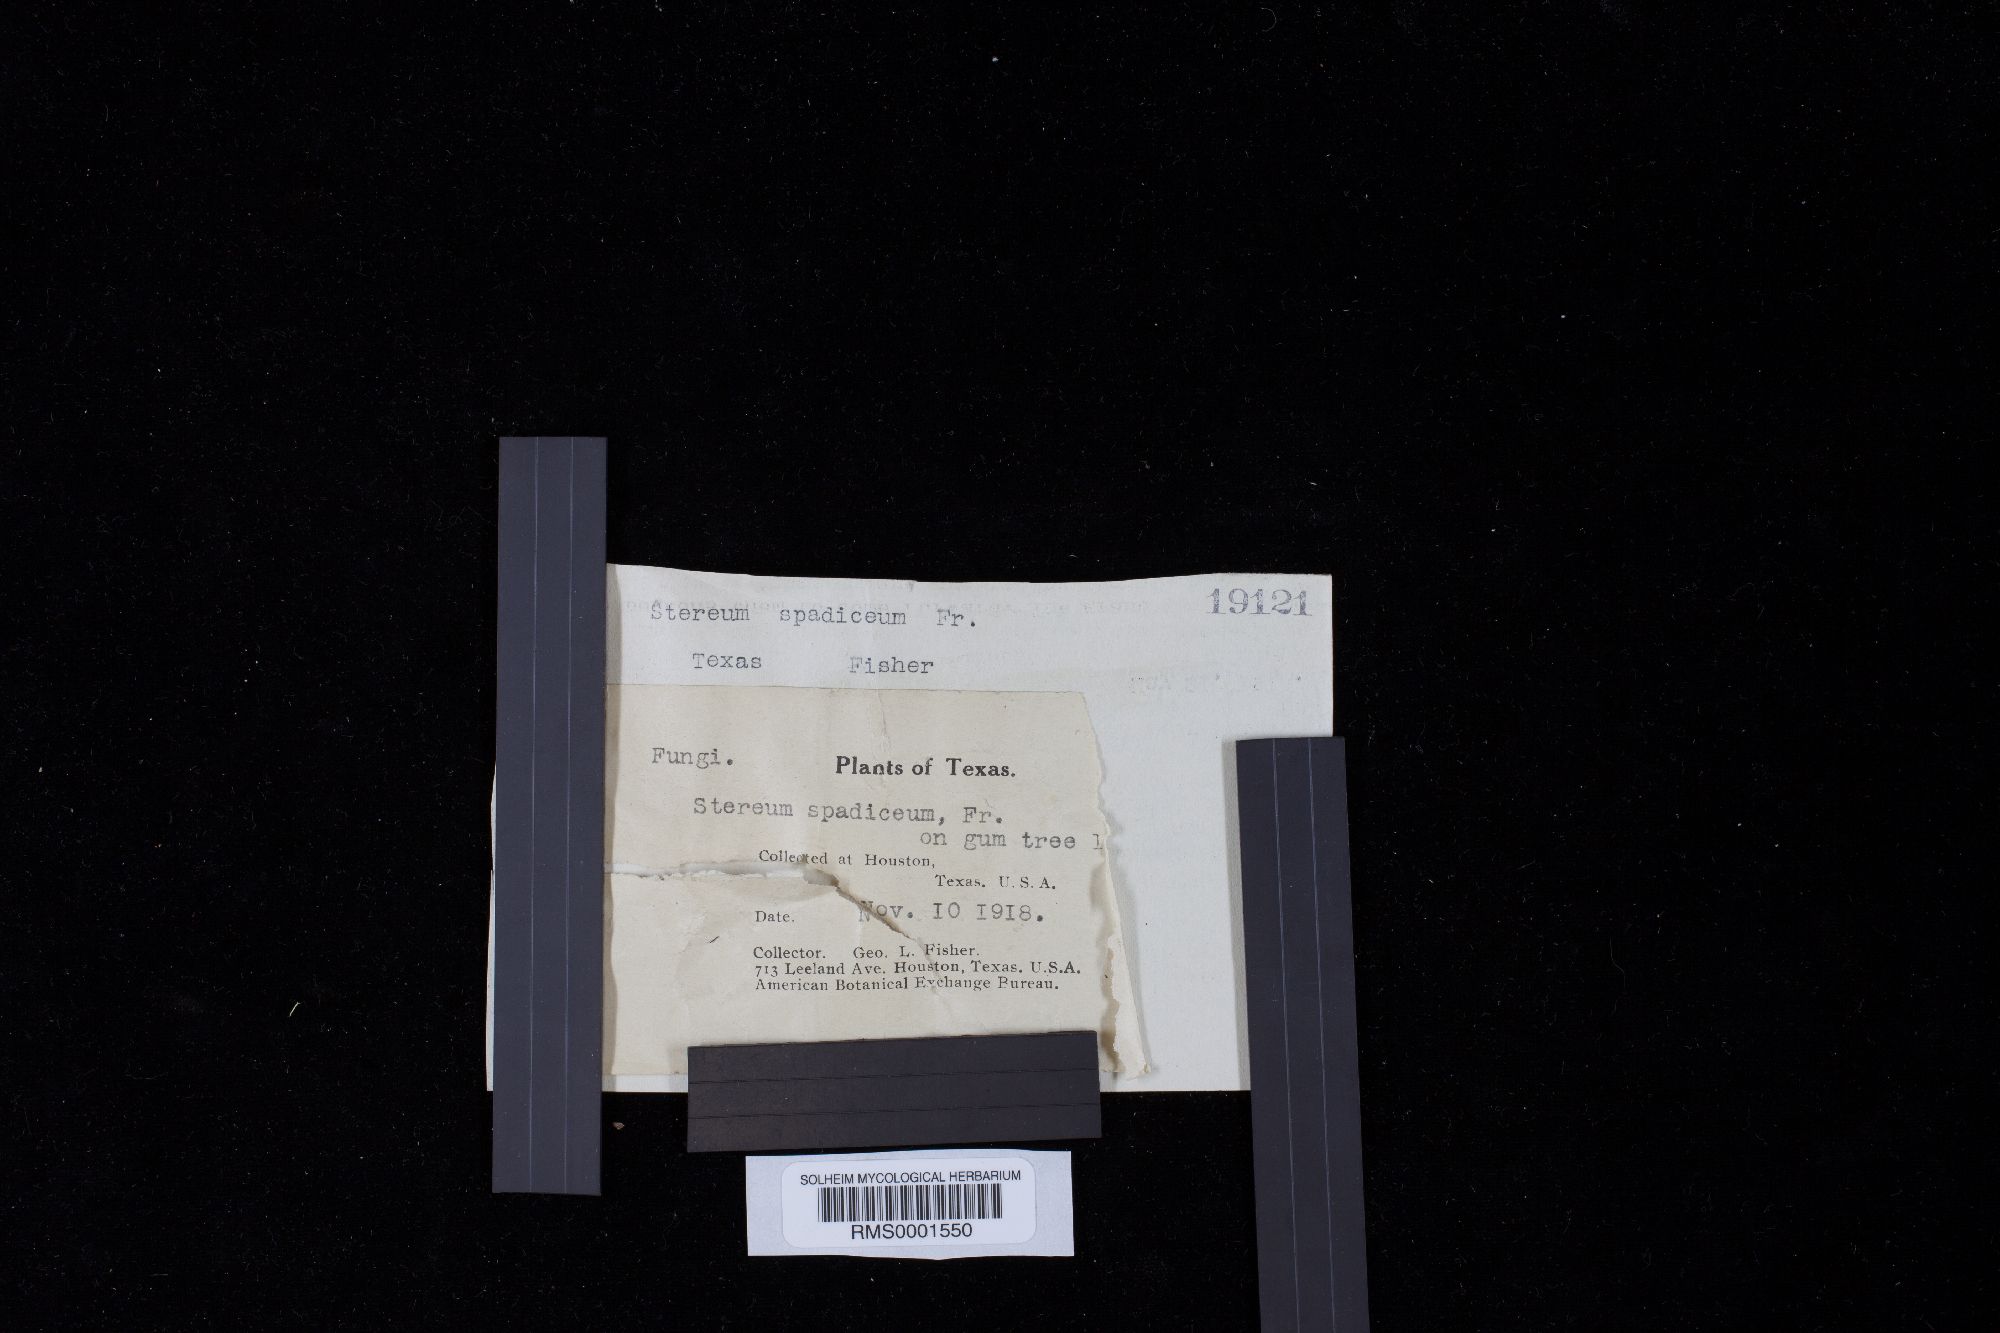 19121
Stereum spadiceum Fr.
Texas Fisher
Fungi. Plants of Texas.
Stereum spadiceum, Fr.
on gum tree l
Collected at Houston,
Texas. U. S. A.
Date. Nov. 10 1918.
Collector. Geo. L. Fisher.
713 Leeland Ave. Houston, Texas. U.S.A.
American Botanical Exchange Bureau.
SOLHEIM MYCOLOGICAL HERBARIUM
RMS0001550